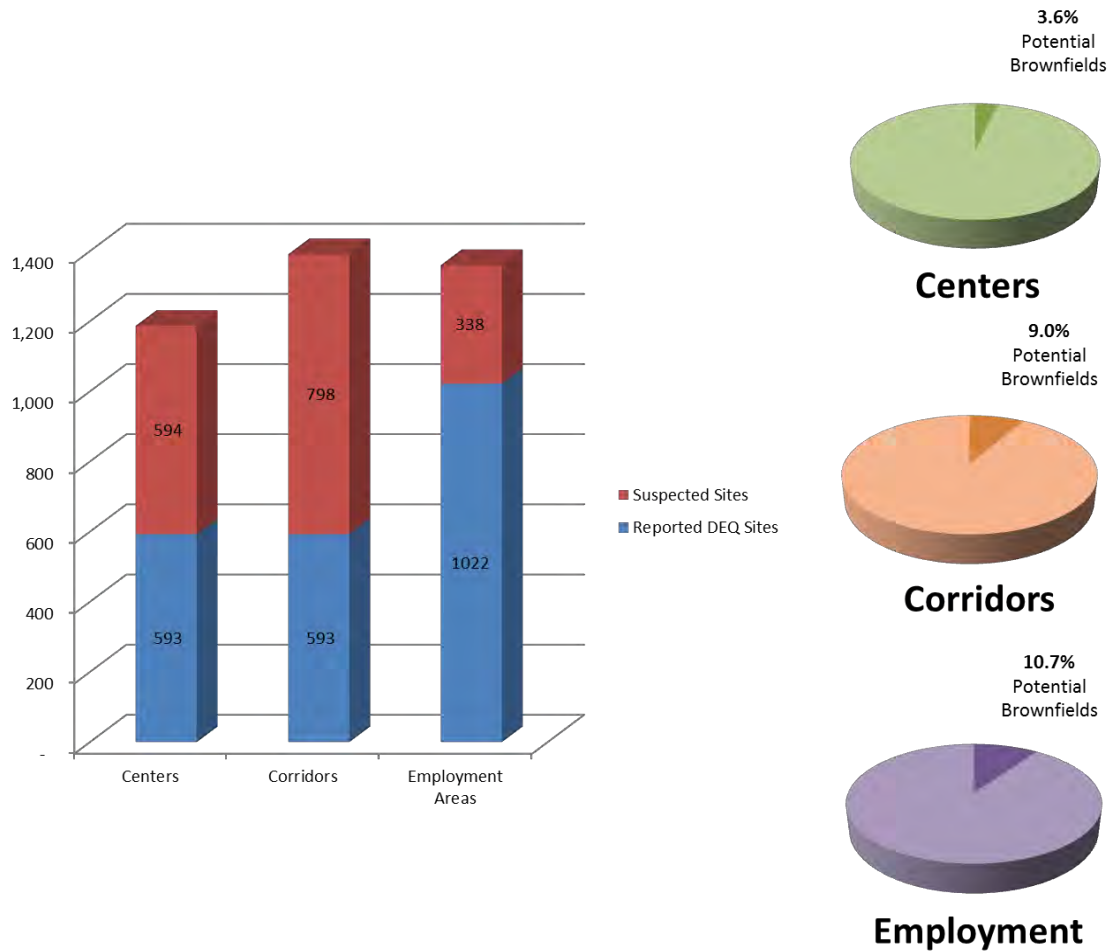 1,400
1,200
1,000
800
600
400
200
-
594
593
798
593
338
1022
Centers
Corridors
Employment
Areas
Suspected Sites
Reported DEQ Sites
3.6%
Potential
Brownfields
Centers
9.0%
Potential
Brownfields
Corridors
10.7%
Potential
Brownfields
Employment